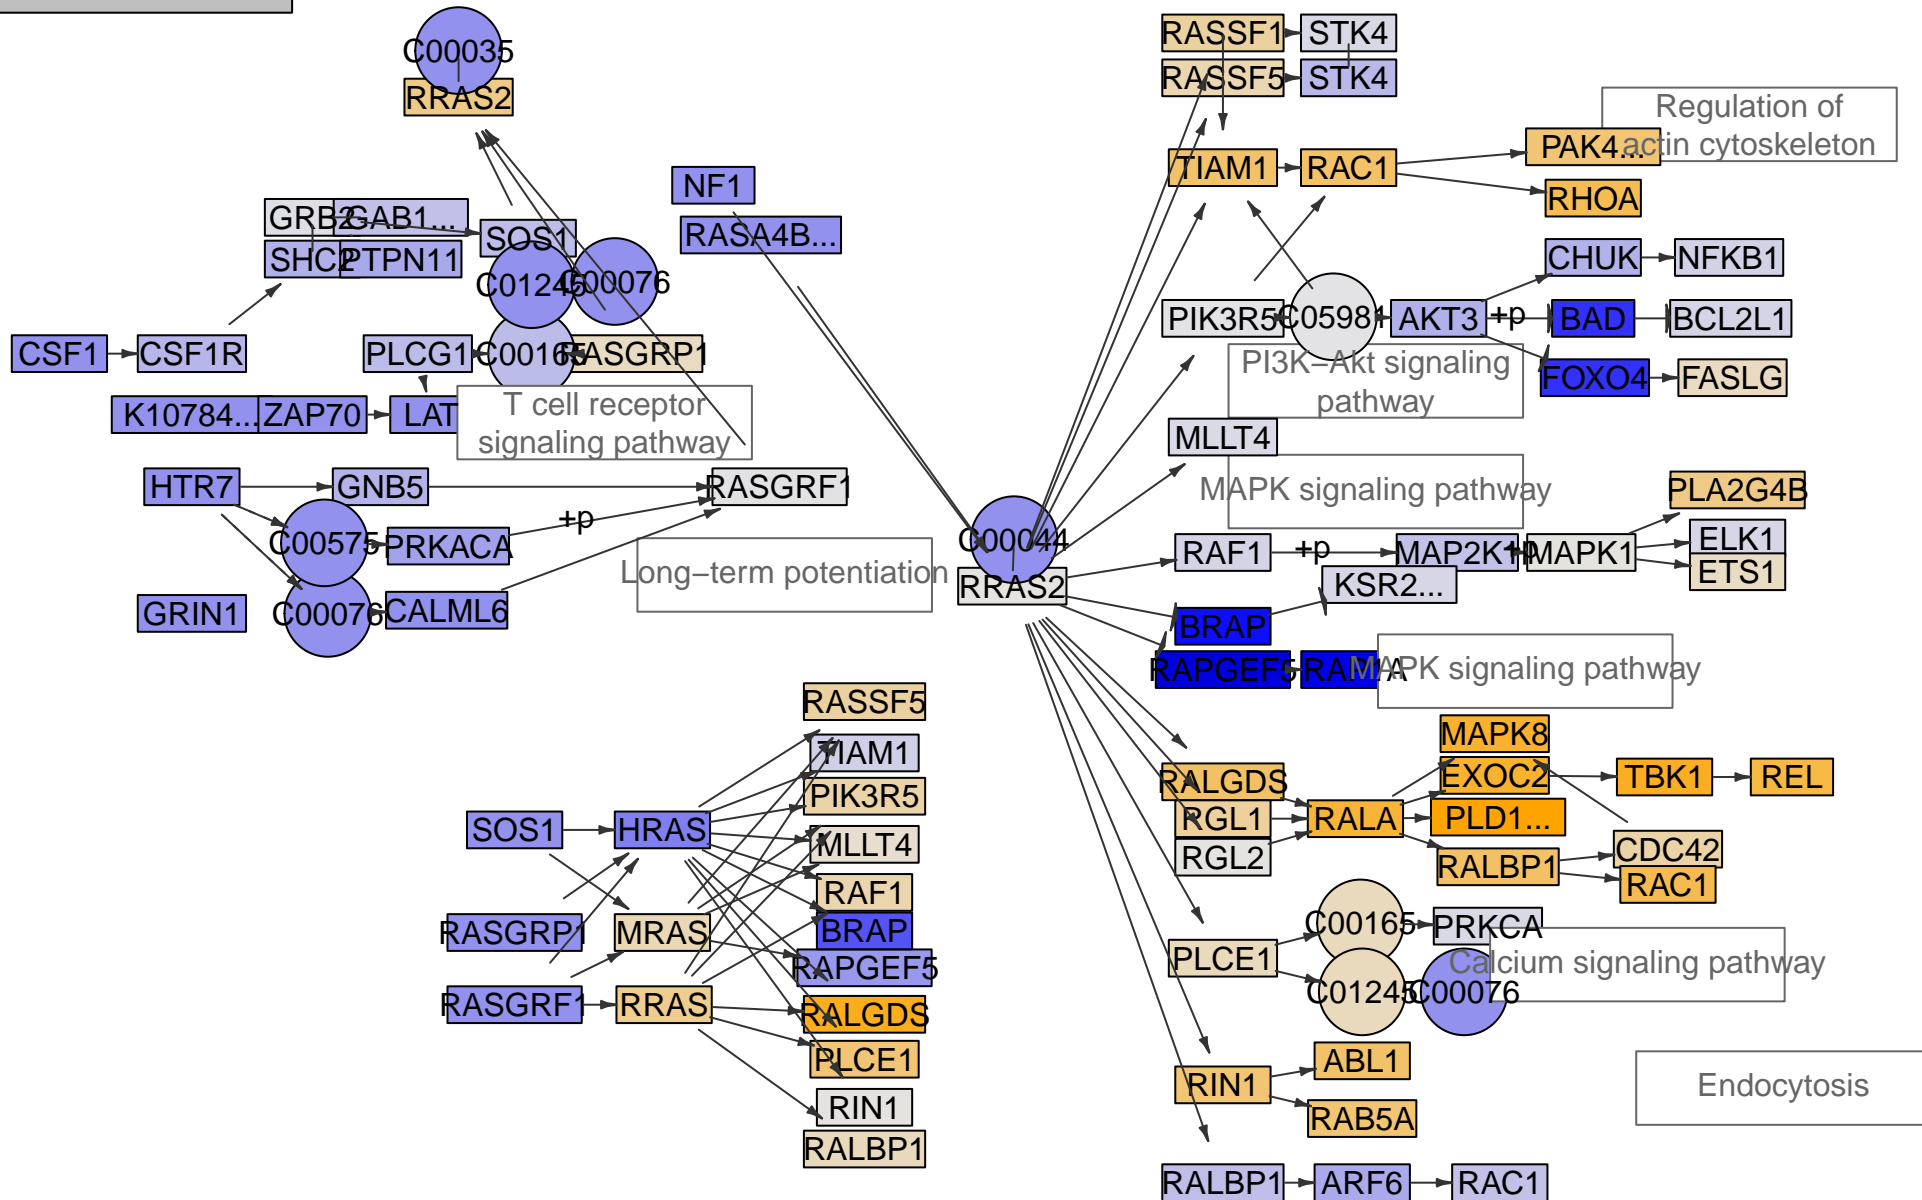 C00035
RRAS2
NF1
RASA4B...
GRB2
GAB1...
SOS1
SHC2
PTPN11
C01245
C00076
CSF1
CSF1R
PLCG1
C00165
RASGRP1
K10784...
ZAP70
LAT
T cell receptor
signaling pathway
HTR7
GNB5
RASGRF1
C00575
PRKACA
+p
GRIN1
C00076
CALML6
Long−term potentiation
C00044
RRAS2
RASSF1
STK4
RASSF5
STK4
Regulation of
actin cytoskeleton
TIAM1
RAC1
PAK4...
RHOA
CHUK
NFKB1
PIK3R5
C05981
AKT3
+p
BAD
BCL2L1
PI3K−Akt signaling
pathway
FOXO4
FASLG
MLLT4
MAPK signaling pathway
PLA2G4B
RAF1
+p
MAP2K1
+p
MAPK1
ELK1
ETS1
KSR2...
BRAP
RAPGEF5
RAP1A
MAPK signaling pathway
RASSF5
TIAM1
PIK3R5
SOS1
HRAS
MLLT4
RAF1
RASGRP1
MRAS
BRAP
RAPGEF5
RASGRF1
RRAS
RALGDS
PLCE1
RIN1
RALBP1
MAPK8
RALGDS
EXOC2
TBK1
REL
RGL1
RALA
PLD1...
RGL2
RALBP1
CDC42
RAC1
C00165
PRKCA
PLCE1
Calcium signaling pathway
C01245
C00076
ABL1
RIN1
RAB5A
Endocytosis
RALBP1
ARF6
RAC1